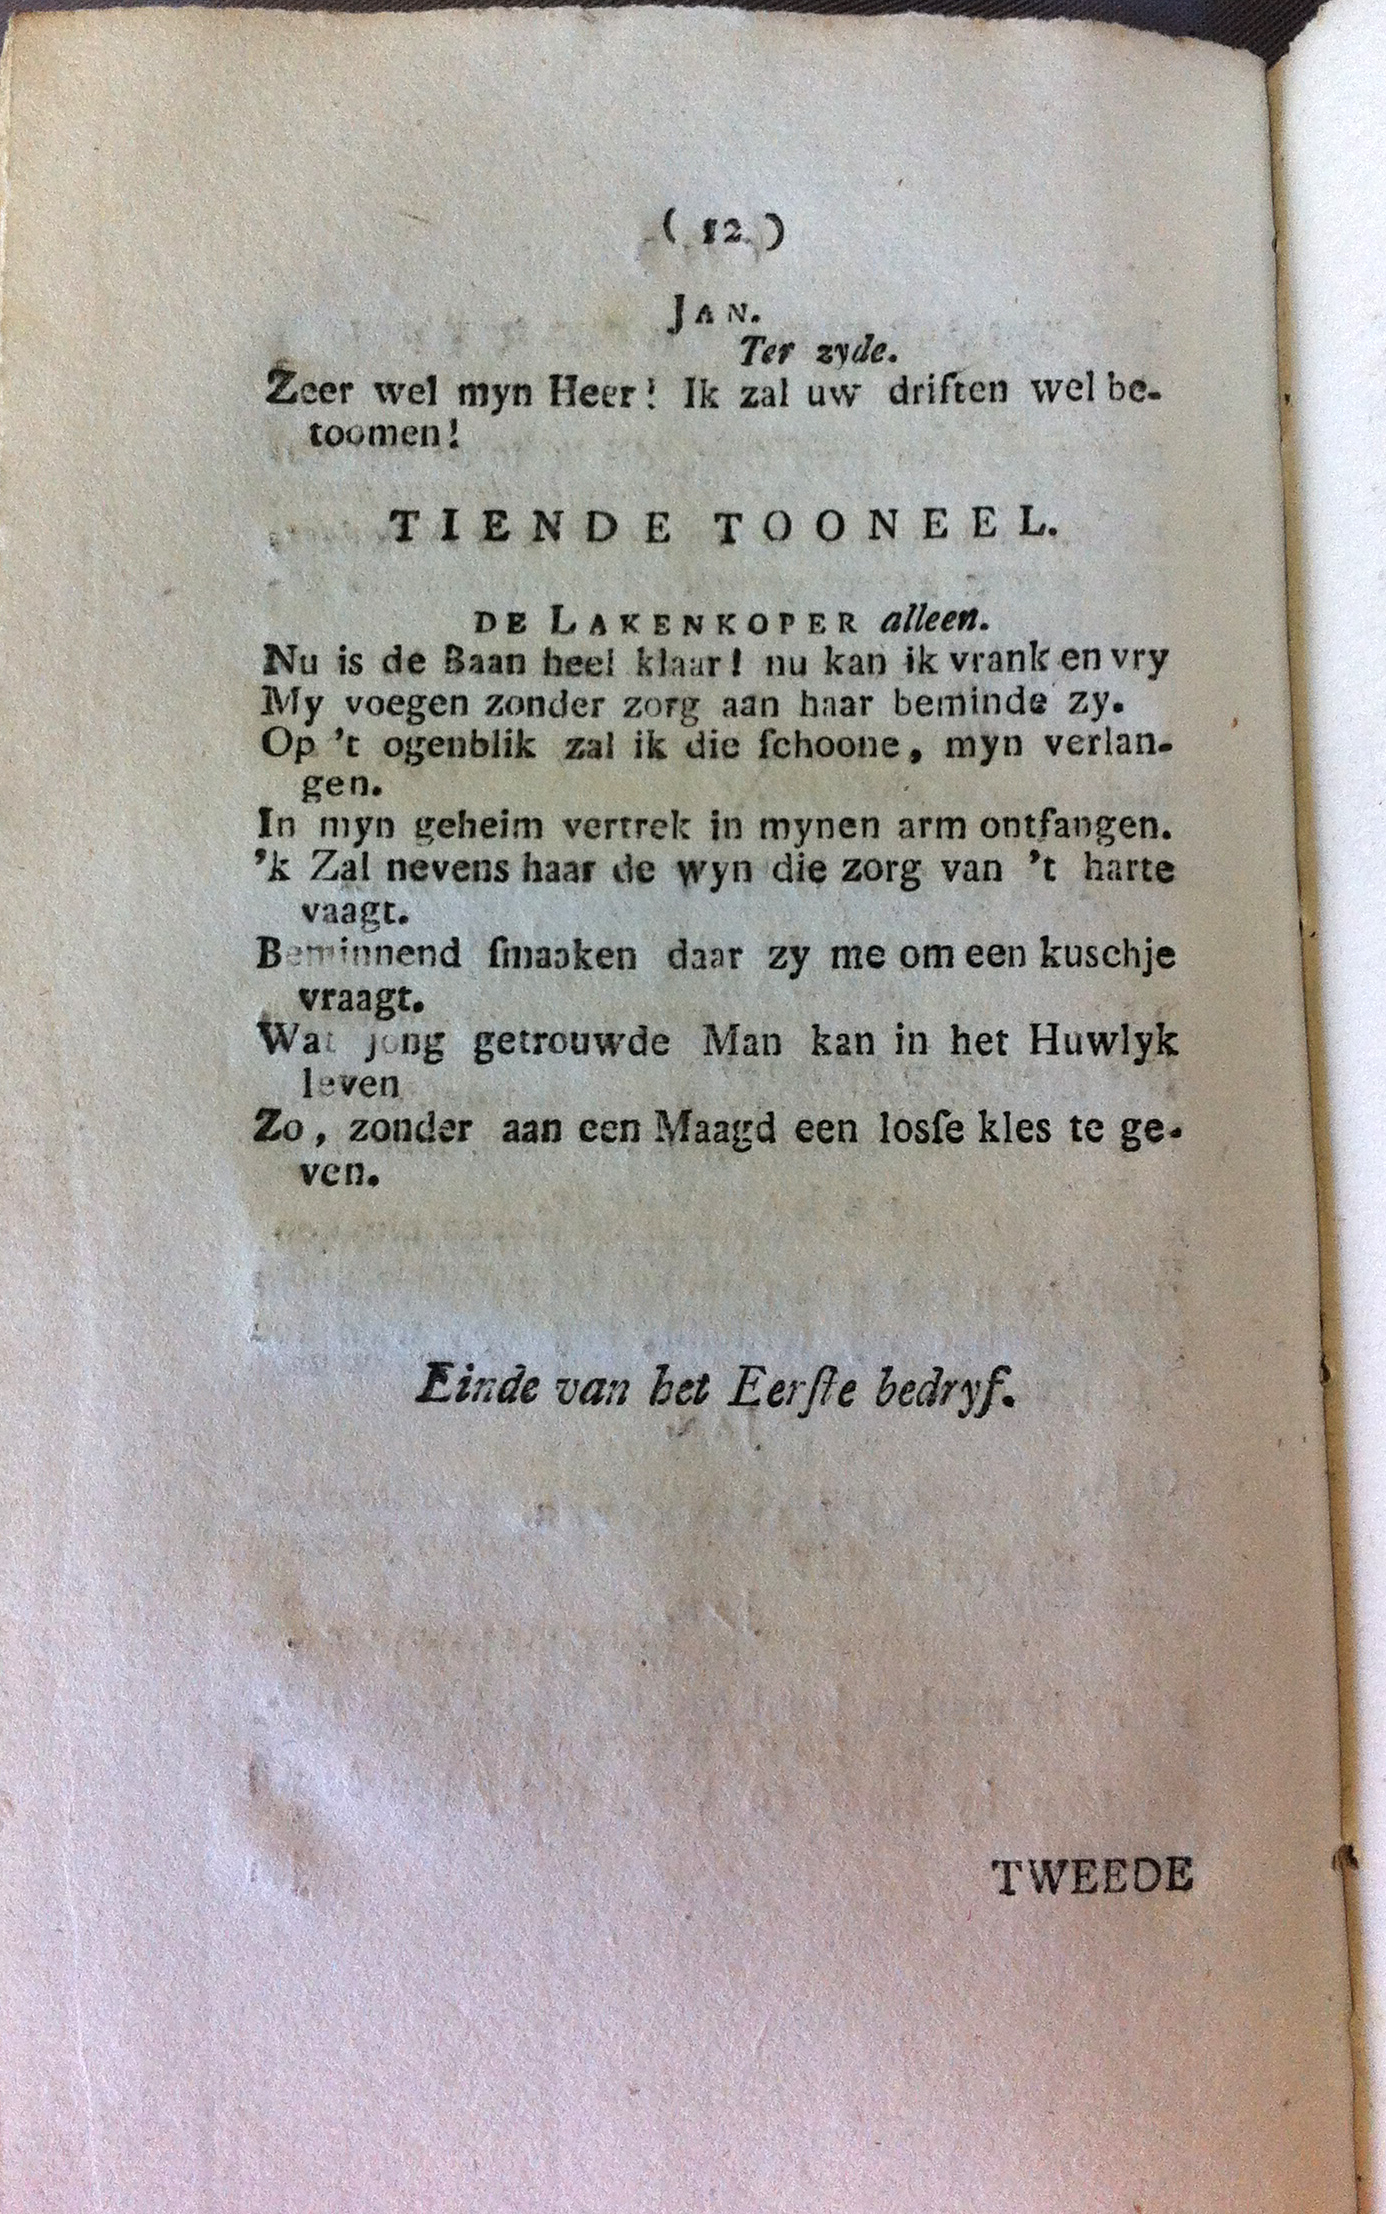 ( 12 )
JAN.
Ter zyde.
Zeer wel myn Heer! Ik zal uw driften wel be-
toomen!
TIENDE TOONEEL.
DE LAKENKOPER alleen.
Nu is de Baan heel klaar! nu kan ik vrank en vry
My voegen zonder zorg aan haar beminde zy.
Op 't ogenblik zal ik die ſchoone, myn verlan-
gen.
In myn geheim vertrek in mynen arm ontfangen.
'k Zal nevens haar de wyn die zorg van 't harte
vaagt.
Beminnend ſmaaken daar zy me om een kuschje
vraagt.
Wat jong getrouwde Man kan in het Huwlyk
leven
Zo, zonder aan een Maagd een losſe kles te ge-
ven.
Einde van het Eerſte bedryf.
TWEEDE